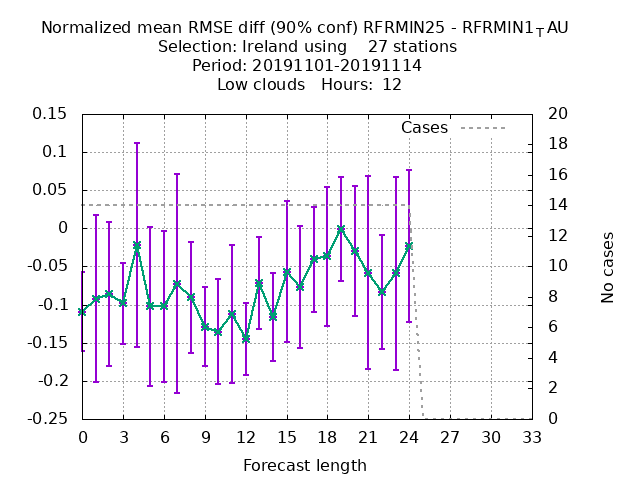 Normalized mean RMSE diff (90% conf) RFRMIN25 - RFRMIN1TAU
Selection: Ireland using    27 stations
Period: 20191101-20191114
Low clouds   Hours:  12
Cases
0.15
0.1
0.05
0
-0.05
-0.1
-0.15
-0.2
-0.25
20
18
16
14
12
10
8
6
4
2
0
No cases
0 3 6 9 12 15 18 21 24 27 30 33
Forecast length